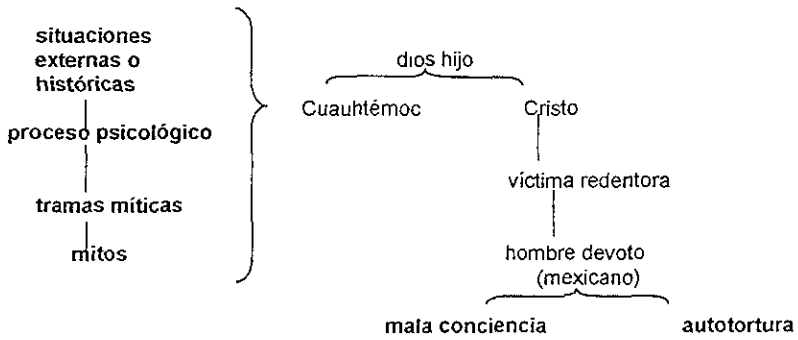 situaciones
externas o
históricas
proceso psicológico
tramas míticas
mitos
dios hijo
Cuauhtémoc
Cristo
víctima redentora
hombre devoto
(mexicano)
mala conciencia
autotortura